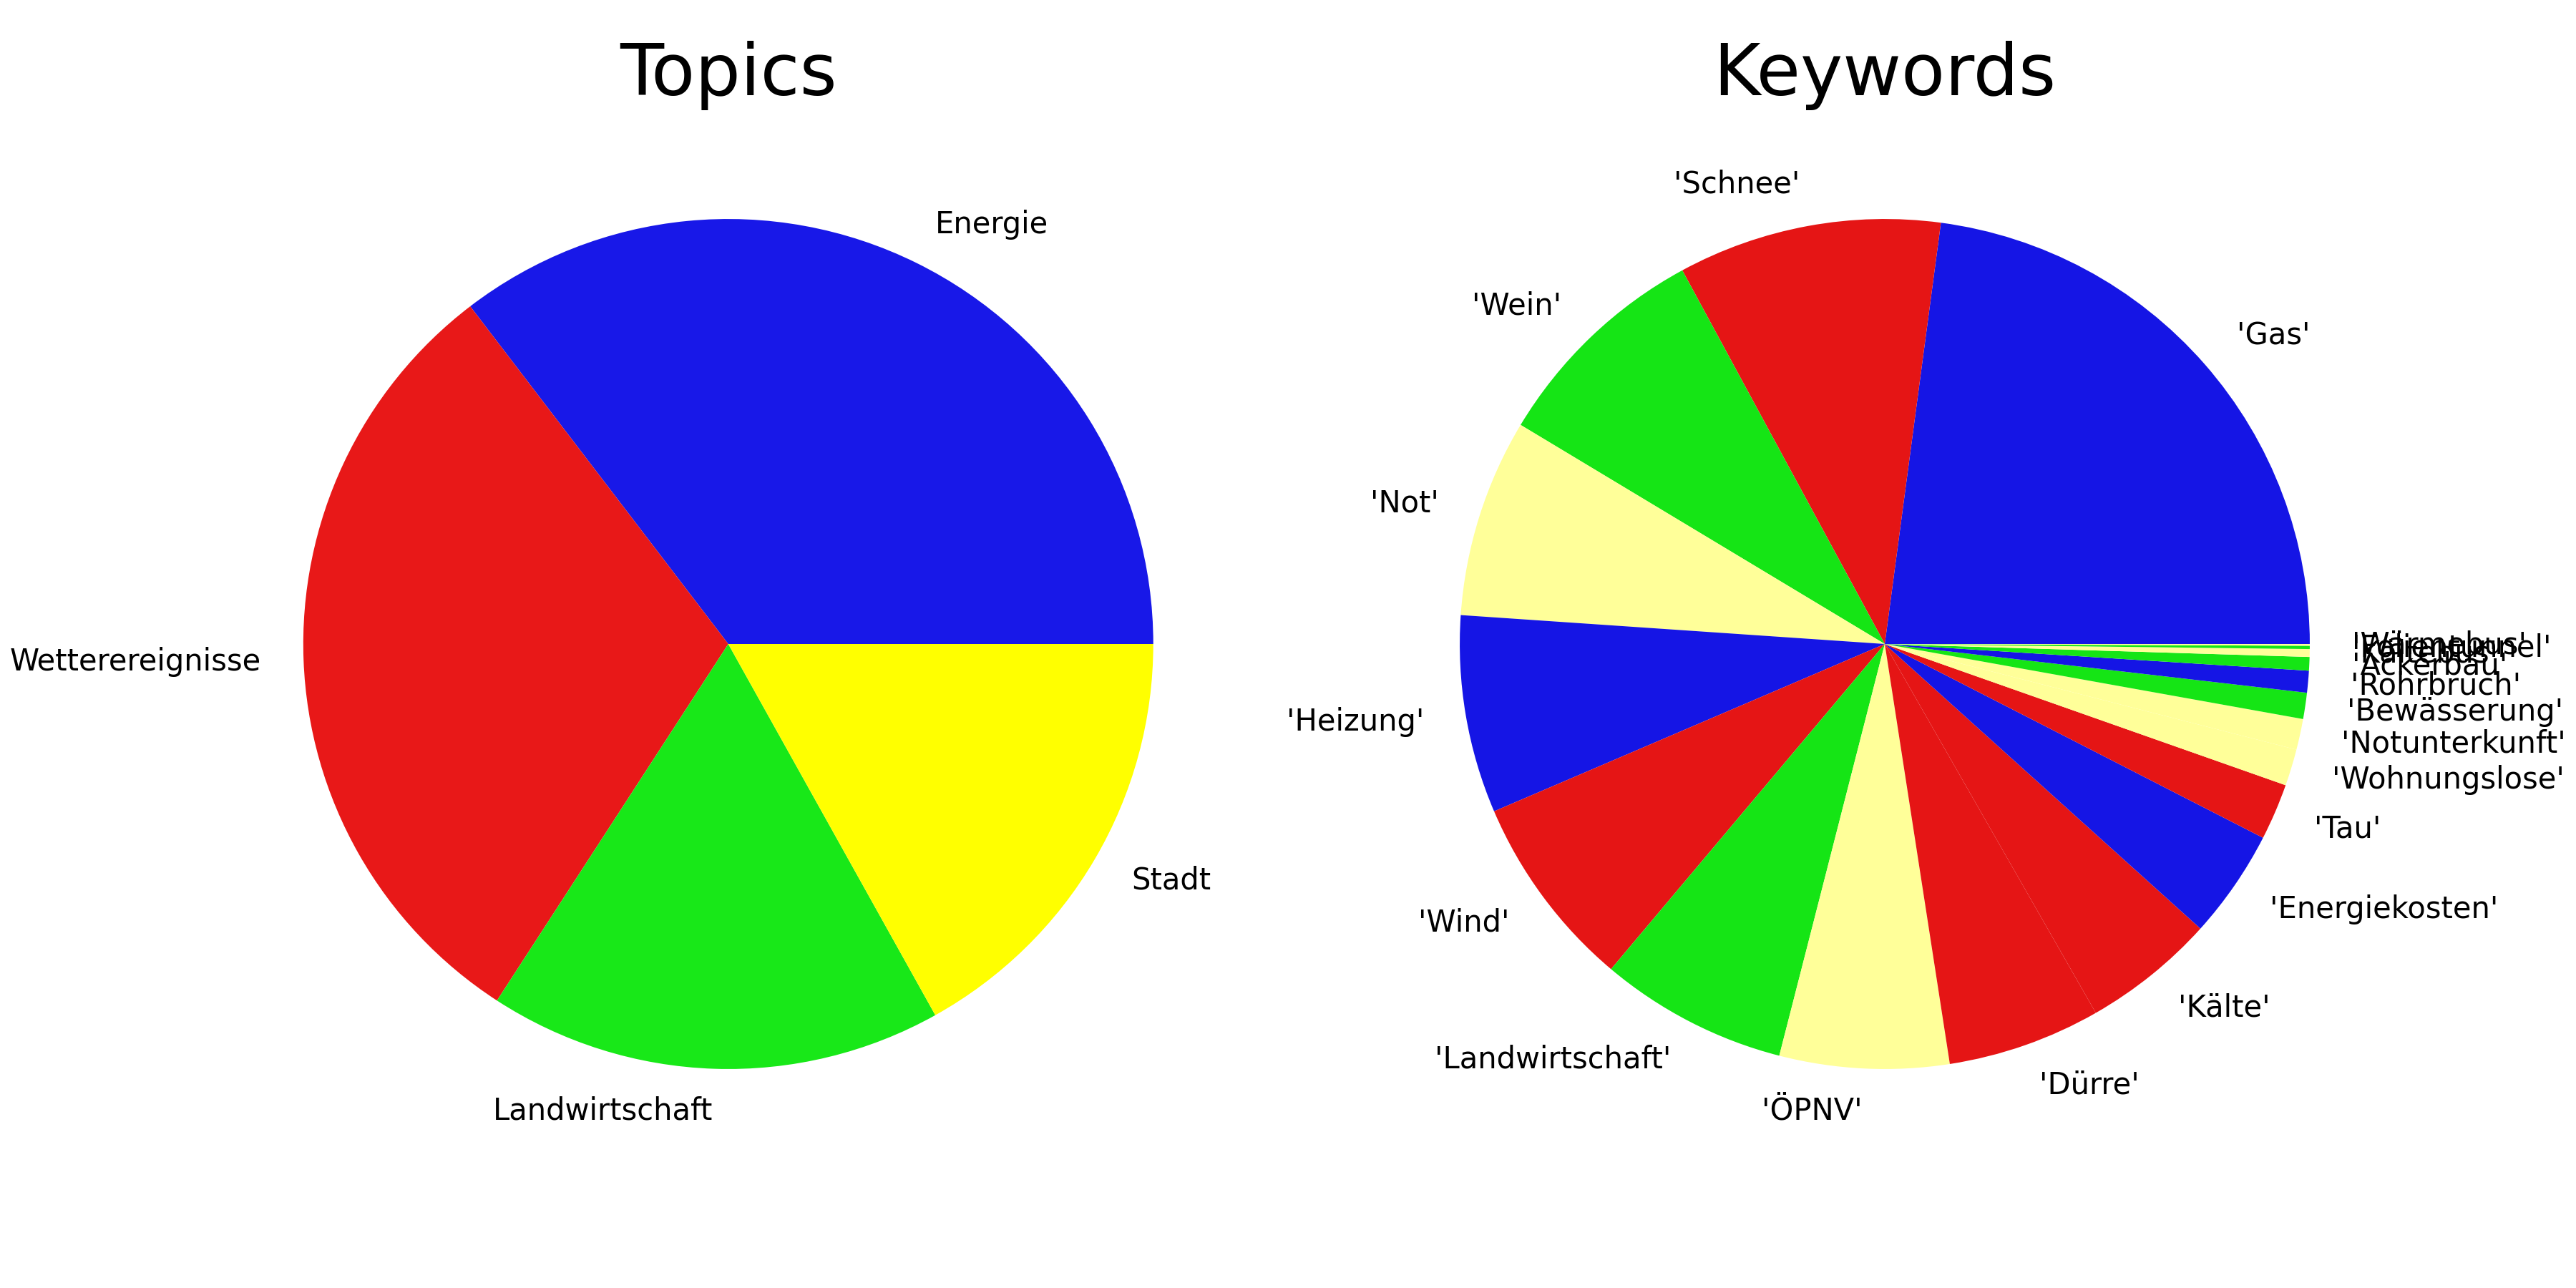 Topics
Energie
Wetterereignisse
Landwirtschaft
Stadt
Keywords
'Schnee'
'Gas'
'Wein'
'Not'
'Heizung'
'Wind'
'Landwirtschaft'
'ÖPNV'
'Dürre'
'Kälte'
'Energiekosten'
'Tau'
'Wohnungslose'
'Notunterkunft'
'Bewässerung'
'Rohrbruch'
'Ackerbau'
'Wärmebus'